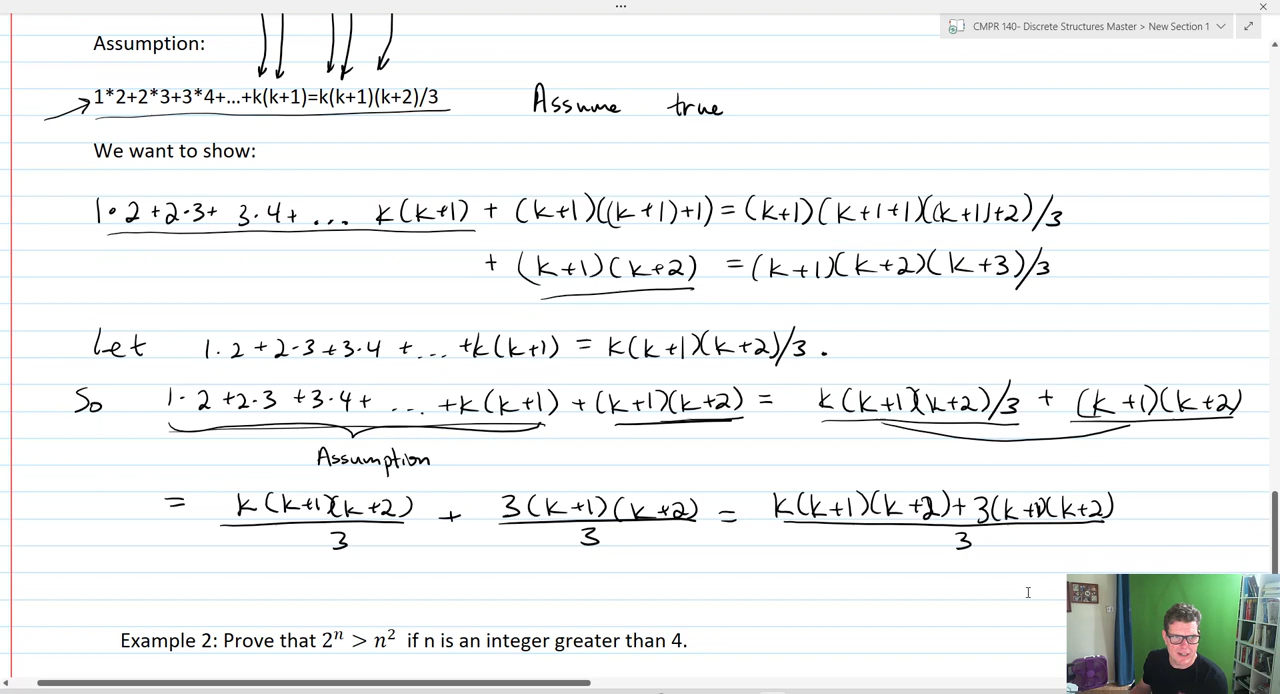 CMPR 140- Discrete Structures Master > New Section 1
Assumption:
1*2+2*3+3*4+...+k(k+1)=k(k+1)(k+2)/3 Assume true
We want to show:
1·2+2·3+ 3·4+ ... k(k+1) + (k+1)((k+1)+1) = (k+1)(k+1+1)((k+1)+2)/3
+ (k+1)(k+2) = (k+1)(k+2)(k+3)/3
Let 1·2+2·3+3·4 +... +k(k+1) = k(k+1)(k+2)/3.
So 1·2+2·3+3·4+ ... +k(k+1)+(k+1)(k+2) = k(k+1)(k+2)/3 + (k+1)(k+2)
Assumption
= k(k+1)(k+2)/3 + 3(k+1)(k+2)/3 = k(k+1)(k+2)+3(k+1)(k+2)/3
Example 2: Prove that 2ⁿ > n² if n is an integer greater than 4.